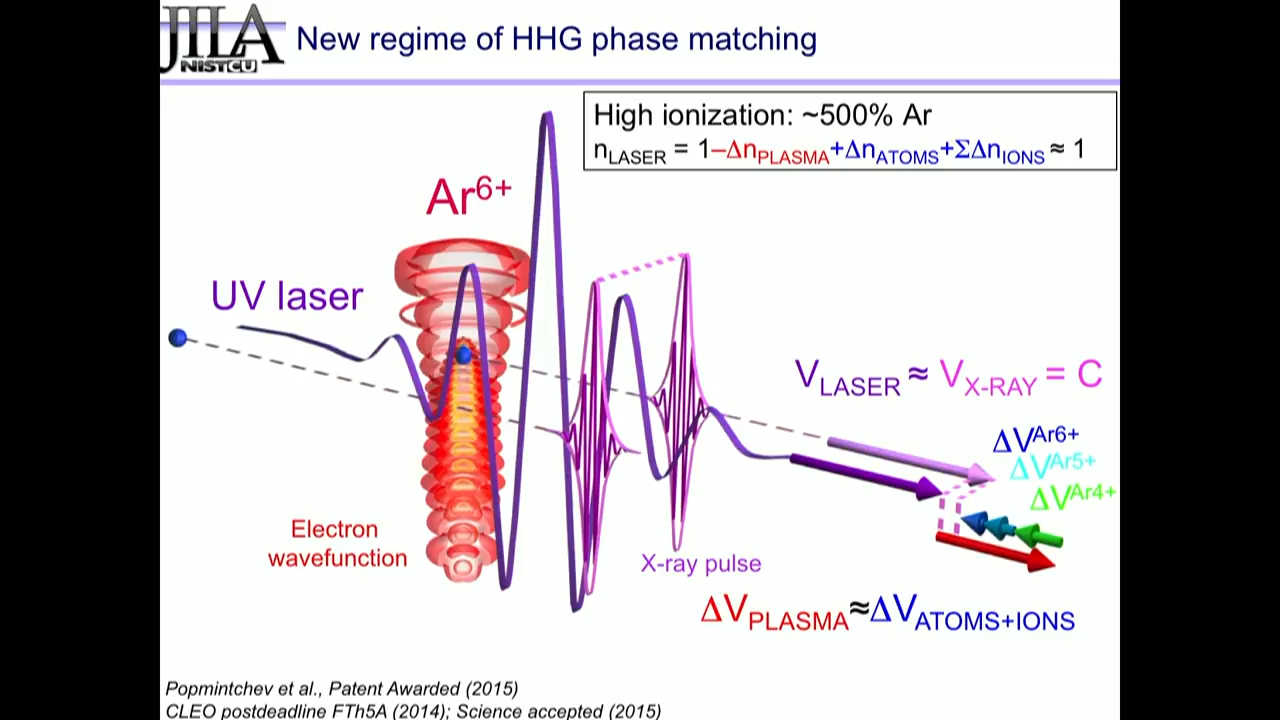 JILA
NIST CU
New regime of HHG phase matching
High ionization: ~500% Ar
nLASER = 1–ΔnPLASMA+ΔnATOMS+ΣΔnIONS ≈ 1
Ar6+
UV laser
VLASER ≈ VX-RAY = C
ΔVAr6+
ΔVAr5+
ΔVAr4+
Electron
wavefunction
X-ray pulse
ΔVPLASMA≈ΔVATOMS+IONS
Popmintchev et al., Patent Awarded (2015)
CLEO postdeadline FTh5A (2014); Science accepted (2015)